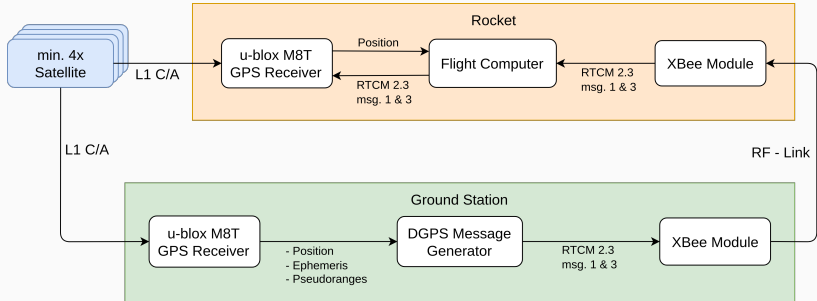 Rocket
min. 4x
Satellite
L1 C/A
u-blox M8T
GPS Receiver
Position
RTCM 2.3
msg. 1 & 3
Flight Computer
RTCM 2.3
msg. 1 & 3
XBee Module
L1 C/A
RF - Link
Ground Station
u-blox M8T
GPS Receiver
- Position
- Ephemeris
- Pseudoranges
DGPS Message
Generator
RTCM 2.3
msg. 1 & 3
XBee Module